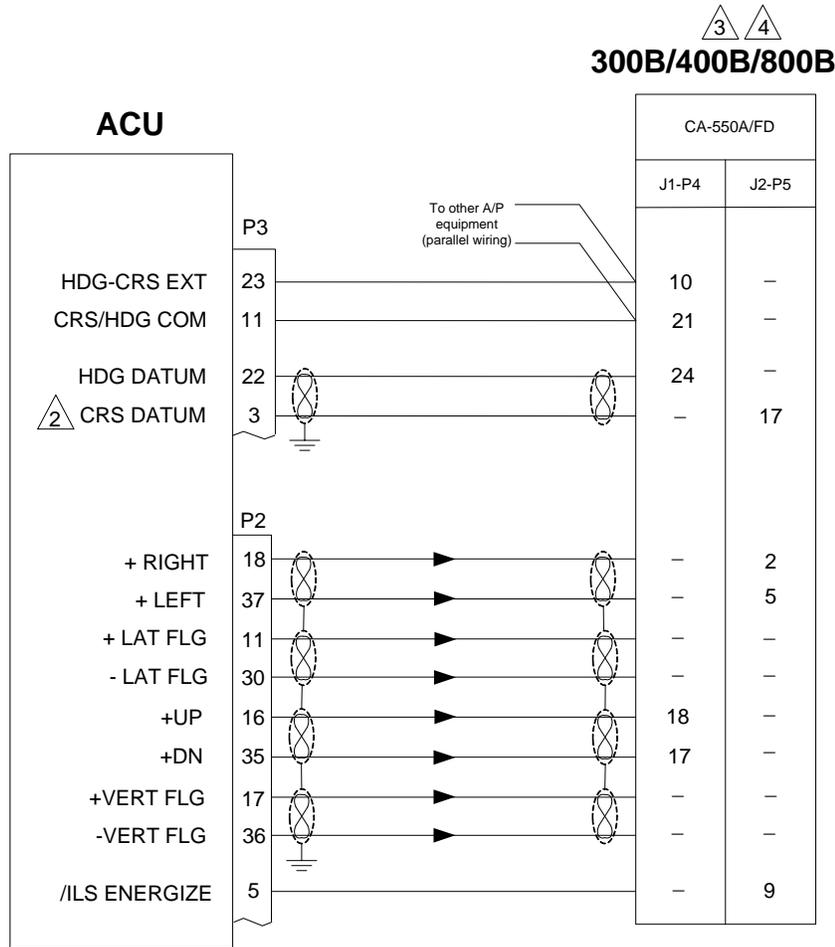 3 4
300B/400B/800B
ACU
CA-550A/FD
J1-P4 J2-P5
To other A/P
equipment
(parallel wiring)
P3
HDG-CRS EXT 23 10 –
CRS/HDG COM 11 21 –
HDG DATUM 22 24 –
2 CRS DATUM 3 – 17
P2
+ RIGHT 18 – 2
+ LEFT 37 – 5
+ LAT FLG 11 – –
- LAT FLG 30 – –
+UP 16 18 –
+DN 35 17 –
+VERT FLG 17 – –
-VERT FLG 36 – –
/ILS ENERGIZE 5 – 9